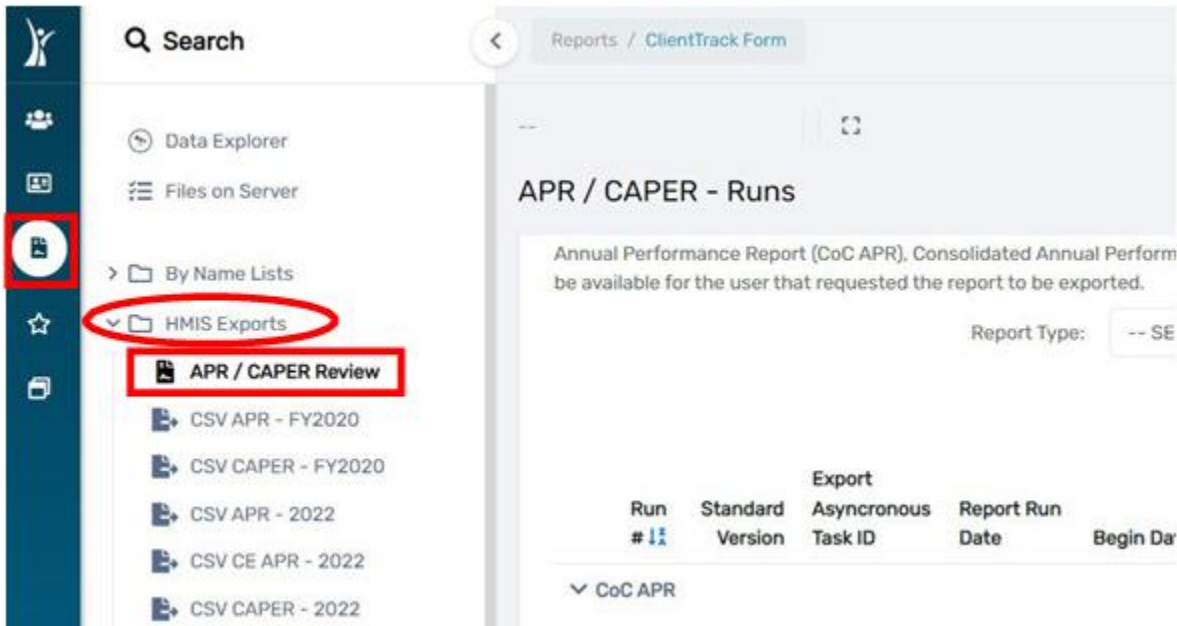 Search
Data Explorer
Files on Server
By Name Lists
HMIS Exports
APR / CAPER Review
CSV APR - FY2020
CSV CAPER - FY2020
CSV APR - 2022
CSV CE APR - 2022
CSV CAPER - 2022
Reports / ClientTrack Form
--
APR / CAPER - Runs
Annual Performance Report (CoC APR), Consolidated Annual Perform
be available for the user that requested the report to be exported.
Report Type: -- SE
Export
Run Standard Asyncronous Report Run
# Version Task ID Date Begin Da
CoC APR